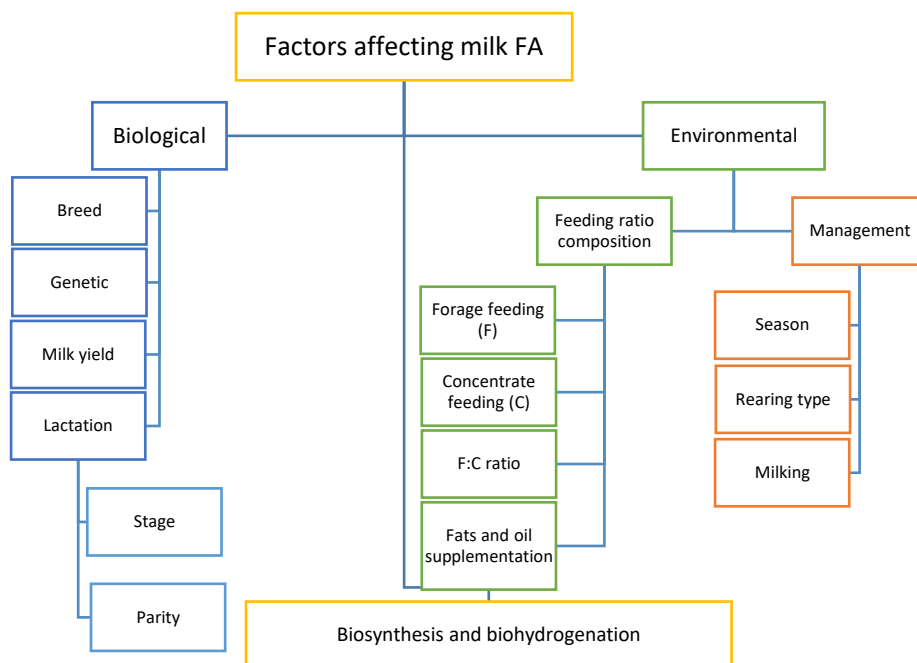 Factors affecting milk FA
Biological
Environmental
Breed
Genetic
Milk yield
Lactation
Stage
Parity
Feeding ratio
composition
Management
Forage feeding
(F)
Concentrate
feeding (C)
F:C ratio
Fats and oil
supplementation
Season
Rearing type
Milking
Biosynthesis and biohydrogenation